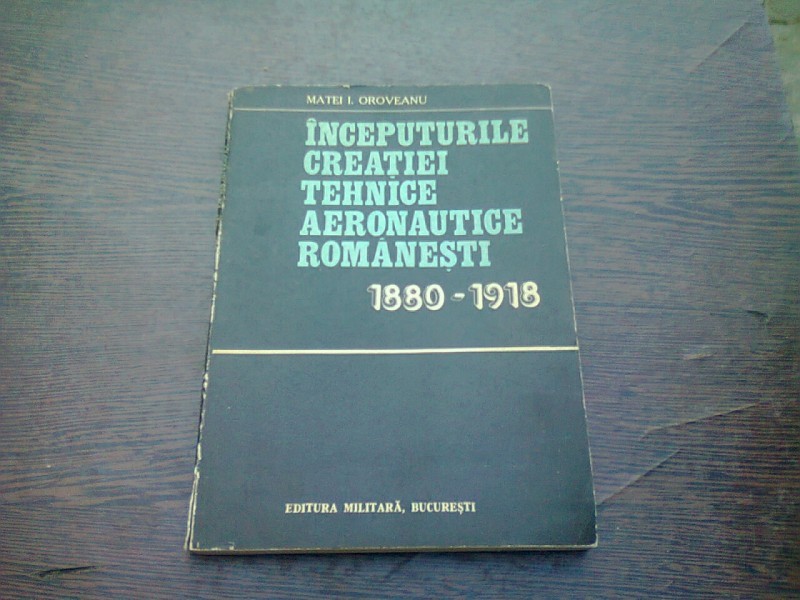 MATEI I. OROVEANU
ÎNCEPUTURILE
CREAȚIEI
TEHNICE
AERONAUTICE
ROMÂNEȘTI
1880-1918
EDITURA MILITARĂ, BUCUREȘTI